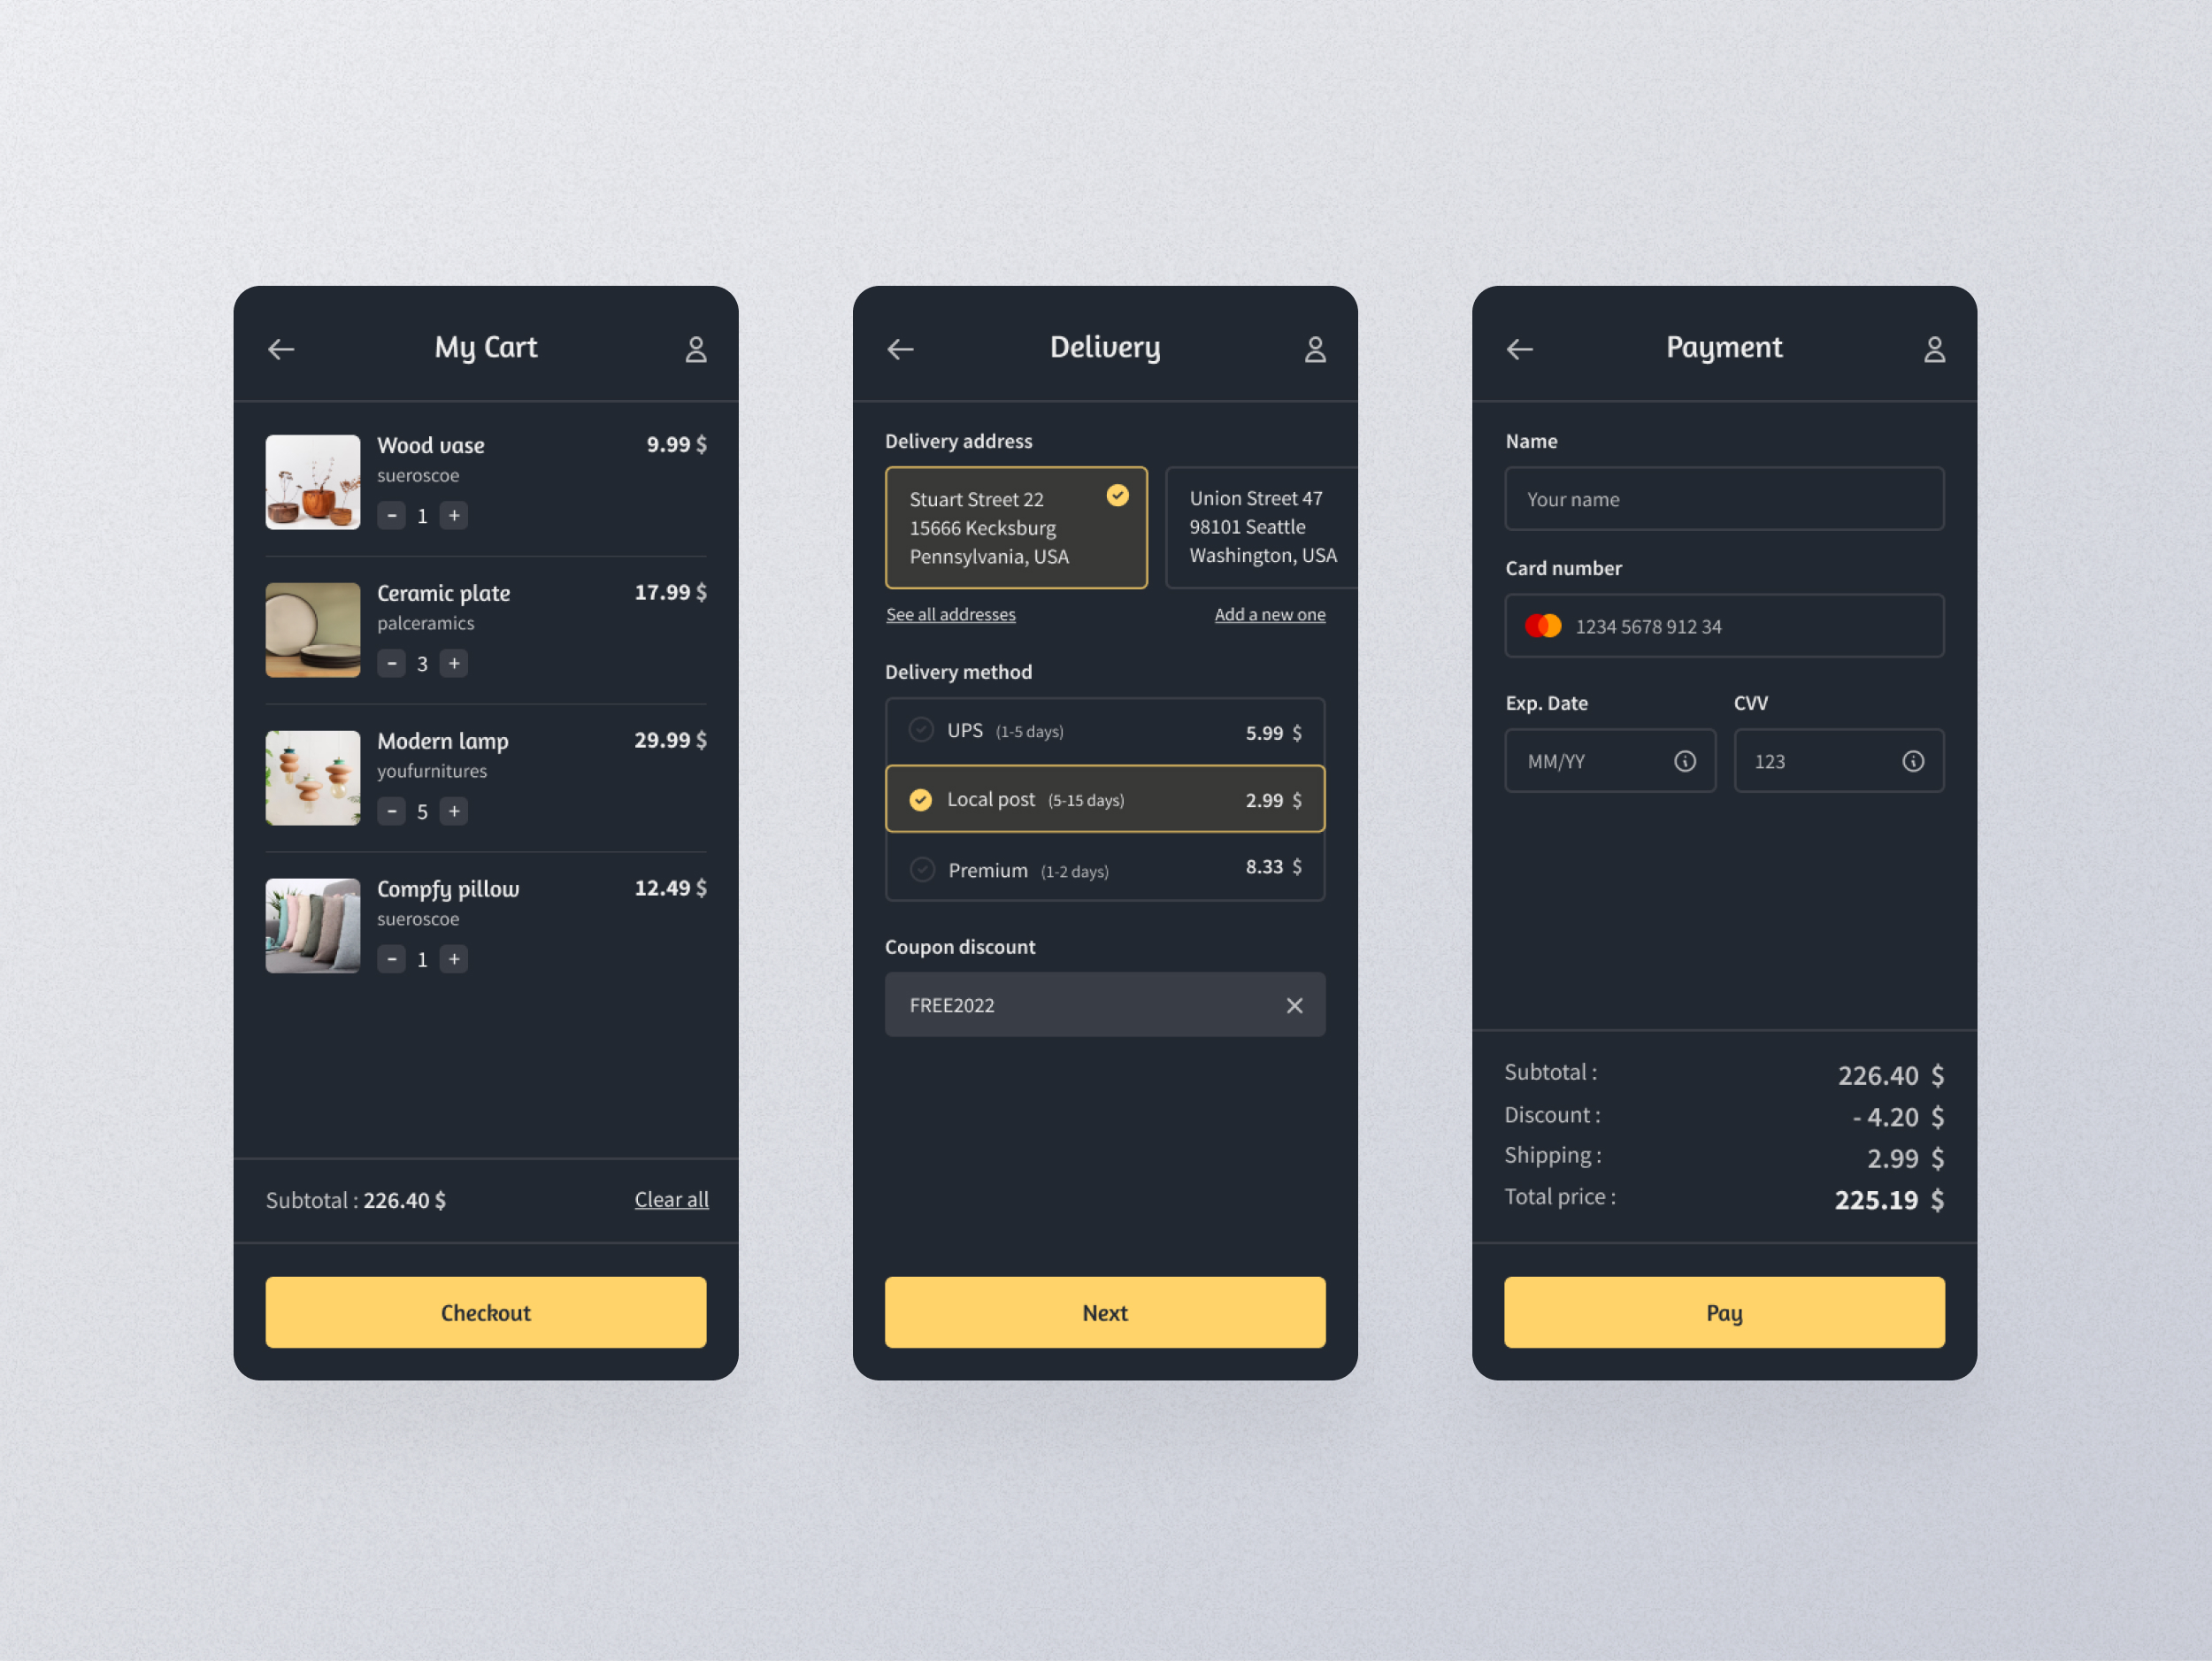 My Cart
Wood vase
9.99 $
sueroscoe
- 1 +
Ceramic plate
17.99 $
palceramics
- 3 +
Modern lamp
29.99 $
youfurnitures
- 5 +
Compfy pillow
12.49 $
sueroscoe
- 1 +
Subtotal : 226.40 $
Clear all
Checkout
Delivery
Delivery address
Stuart Street 22
15666 Kecksburg
Pennsylvania, USA
Union Street 47
98101 Seattle
Washington, USA
See all addresses
Add a new one
Delivery method
UPS (1-5 days) 5.99 $
Local post (5-15 days) 2.99 $
Premium (1-2 days) 8.33 $
Coupon discount
FREE2022
Next
Payment
Name
Your name
Card number
1234 5678 912 34
Exp. Date
CVV
MM/YY
123
Subtotal : 226.40 $
Discount : - 4.20 $
Shipping : 2.99 $
Total price : 225.19 $
Pay